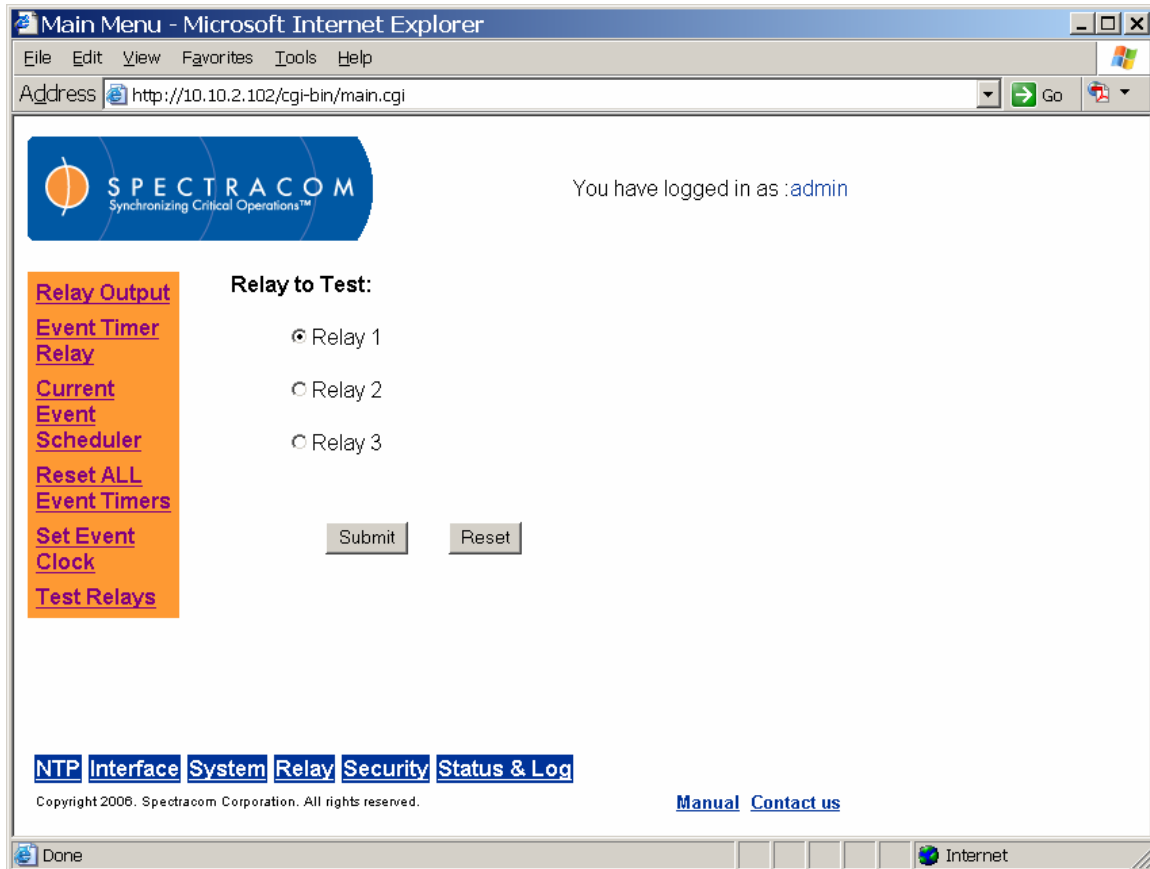 Main Menu - Microsoft Internet Explorer
File Edit View Favorites Tools Help
Address http://10.10.2.102/cgi-bin/main.cgi Go
SPECTRACOM
Synchronizing Critical Operations™
You have logged in as :admin
Relay Output
Event Timer
Relay
Current
Event
Scheduler
Reset ALL
Event Timers
Set Event
Clock
Test Relays
Relay to Test:
Relay 1
Relay 2
Relay 3
Submit Reset
NTP Interface System Relay Security Status & Log
Copyright 2006. Spectracom Corporation. All rights reserved.
Manual Contact us
Done Internet